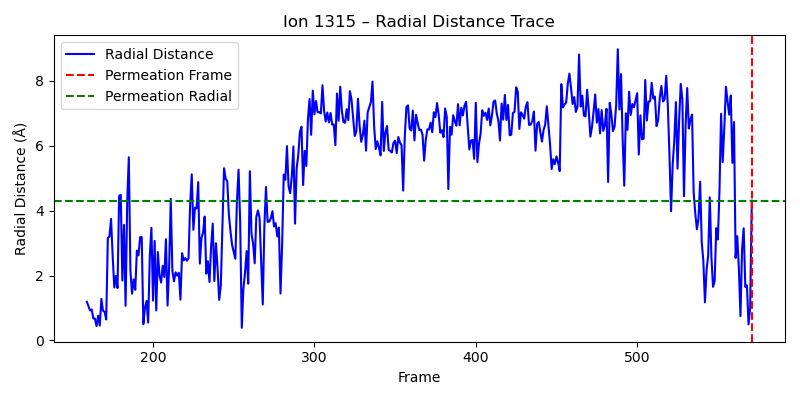 Ion 1315 – Radial Distance Trace
Radial Distance
Permeation Frame
Permeation Radial
Radial Distance (Å)
8
6
4
2
0
200
300
400
500
Frame